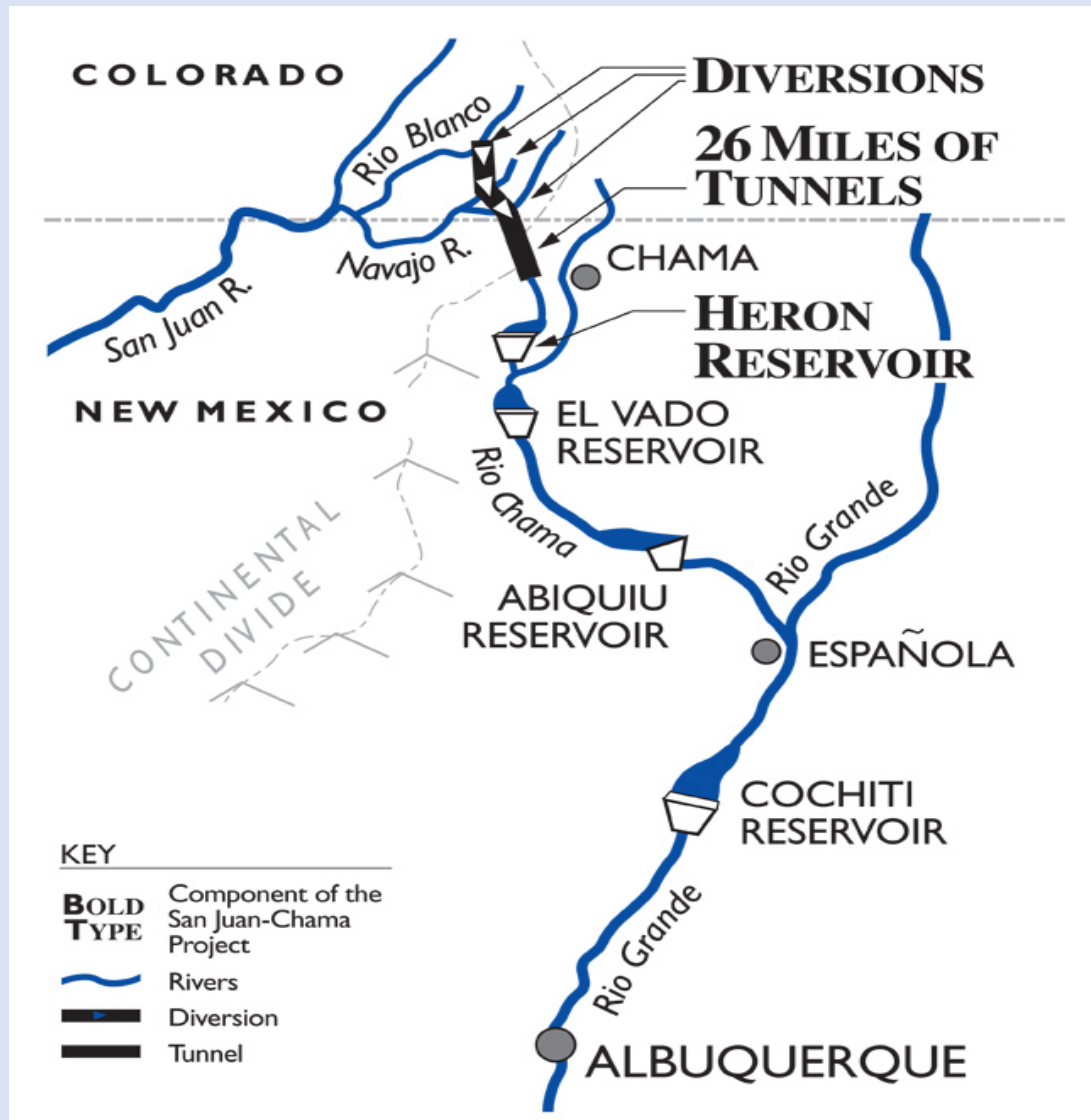 COLORADO
DIVERSIONS
Rio Blanco
26 MILES OF
TUNNELS
Navajo R.
CHAMA
San Juan R.
HERON
RESERVOIR
NEW MEXICO
EL VADO
RESERVOIR
Rio Chama
Rio Grande
CONTINENTAL
DIVIDE
ABIQUIU
RESERVOIR
ESPAÑOLA
COCHITI
RESERVOIR
KEY
BOLD
TYPE
Component of the
San Juan-Chama
Project
Rivers
Diversion
Tunnel
Rio Grande
ALBUQUERQUE